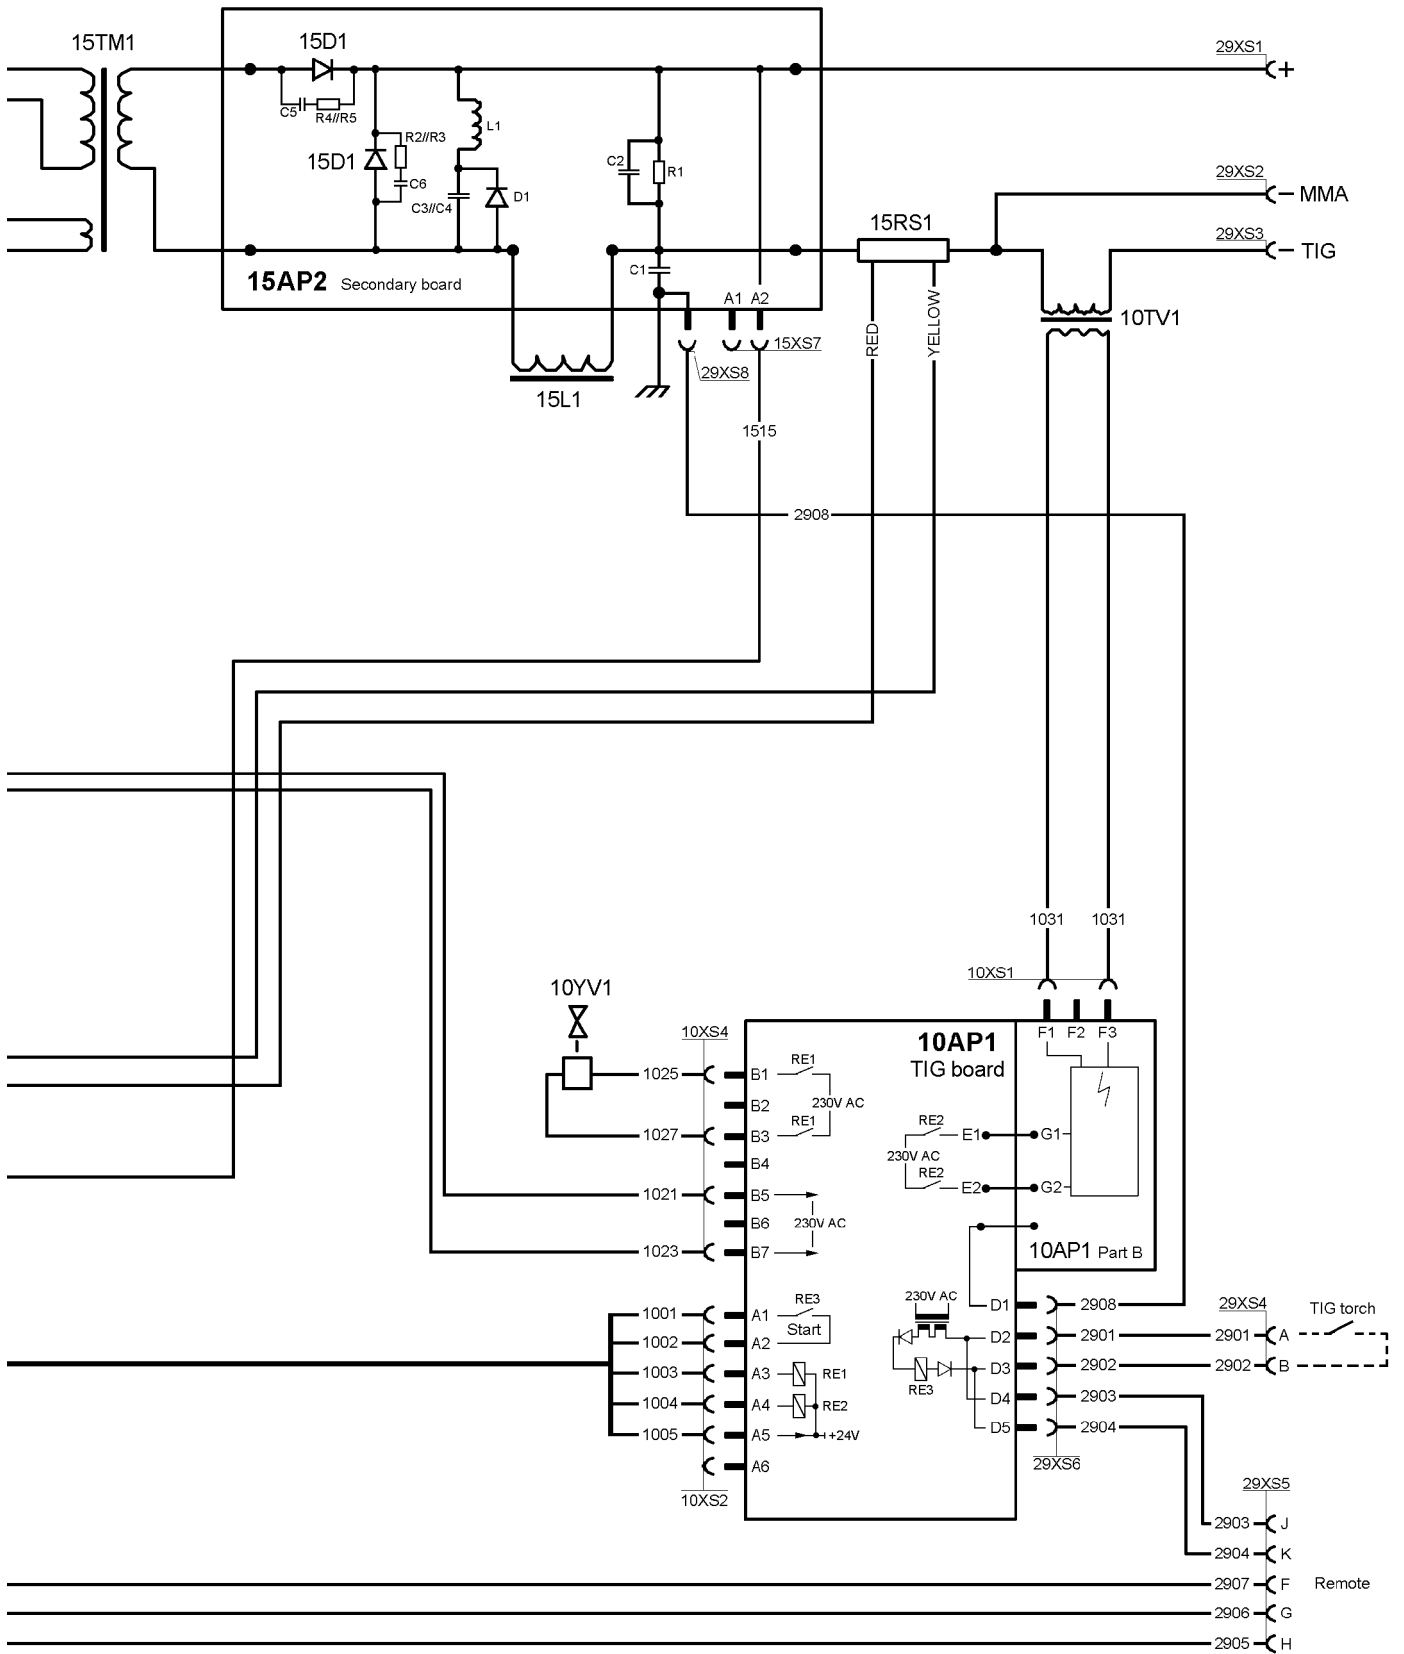 15TM1
15D1
29XS1
+
C5
R4//R5
L1
R2//R3
15D1
C6
C3//C4
D1
C2
R1
29XS2
– MMA
15RS1
29XS3
– TIG
15AP2 Secondary board
C1
A1 A2
RED
YELLOW
10TV1
15XS7
29XS8
15L1
1515
2908
1031
1031
10XS1
10YV1
10XS4
10AP1
TIG board
F1 F2 F3
1025
B1
RE1
B2
230V AC
1027
B3
RE1
RE2
E1
G1
230V AC
B4
RE2
E2
G2
1021
B5
B6
230V AC
1023
B7
10AP1 Part B
1001
A1
RE3
230V AC
D1
2908
29XS4
TIG torch
Start
1002
A2
D2
2901
2901
A
1003
A3
RE1
RE3
D3
2902
2902
B
1004
A4
RE2
D4
2903
1005
A5
+24V
D5
2904
A6
29XS6
10XS2
29XS5
2903
J
2904
K
2907
F
Remote
2906
G
2905
H